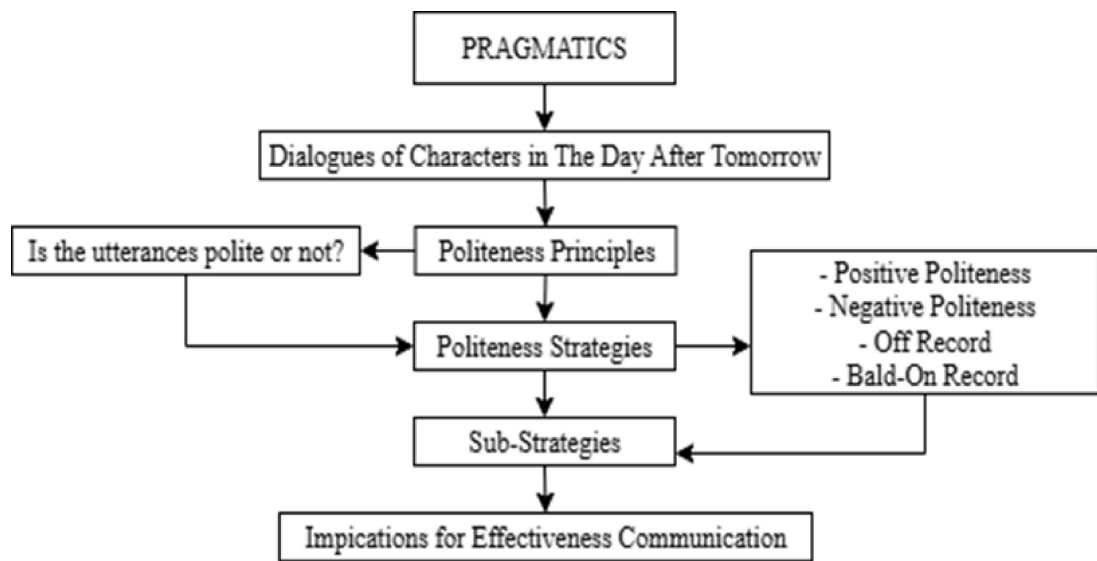 PRAGMATICS
Dialogues of Characters in The Day After Tomorrow
Is the utterances polite or not?
Politeness Principles
- Positive Politeness
- Negative Politeness
- Off Record
- Bald-On Record
Politeness Strategies
Sub-Strategies
Impications for Effectiveness Communication